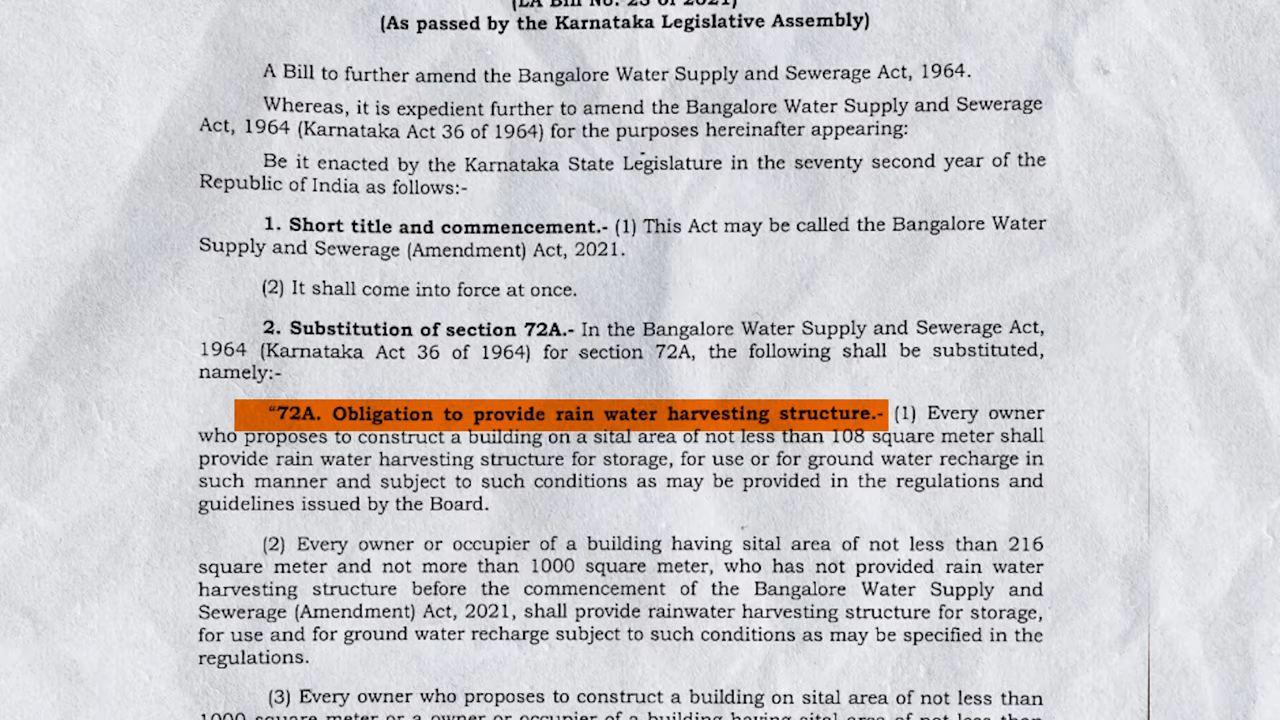 (LA Bill No. 23 of 2021)
(As passed by the Karnataka Legislative Assembly)
A Bill to further amend the Bangalore Water Supply and Sewerage Act, 1964.
Whereas, it is expedient further to amend the Bangalore Water Supply and Sewerage
Act, 1964 (Karnataka Act 36 of 1964) for the purposes hereinafter appearing:
Be it enacted by the Karnataka State Legislature in the seventy second year of the
Republic of India as follows:-
1. Short title and commencement.- (1) This Act may be called the Bangalore Water
Supply and Sewerage (Amendment) Act, 2021.
(2) It shall come into force at once.
2. Substitution of section 72A.- In the Bangalore Water Supply and Sewerage Act,
1964 (Karnataka Act 36 of 1964) for section 72A, the following shall be substituted,
namely:-
“72A. Obligation to provide rain water harvesting structure.- (1) Every owner
who proposes to construct a building on a sital area of not less than 108 square meter shall
provide rain water harvesting structure for storage, for use or for ground water recharge in
such manner and subject to such conditions as may be provided in the regulations and
guidelines issued by the Board.
(2) Every owner or occupier of a building having sital area of not less than 216
square meter and not more than 1000 square meter, who has not provided rain water
harvesting structure before the commencement of the Bangalore Water Supply and
Sewerage (Amendment) Act, 2021, shall provide rainwater harvesting structure for storage,
for use and for ground water recharge subject to such conditions as may be specified in the
regulations.
(3) Every owner who proposes to construct a building on sital area of not less than
1000 square meter or a owner or occupier of a building having sital area of not less than